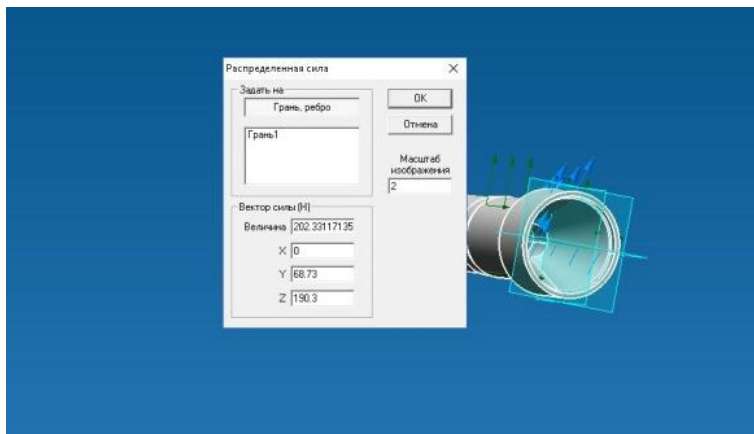 Распределенная сила
Задать на
Грань, ребро
Грань1
OK
Отмена
Масштаб
изображения
2
Вектор силы (Н)
Величина 202.33117135
X 0
Y 68.73
Z 190.3